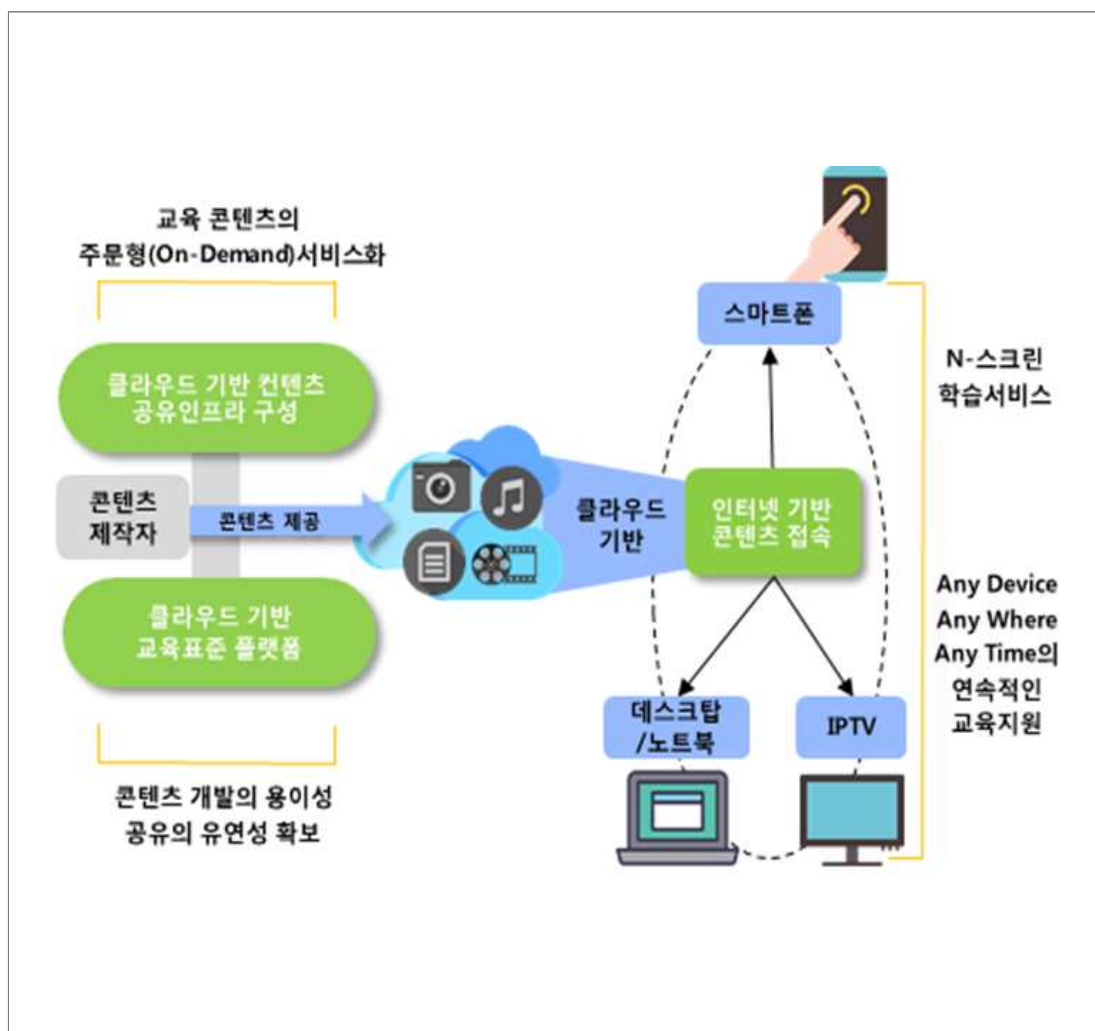 교육 콘텐츠의
주문형(On-Demand)서비스화
클라우드 기반 컨텐츠
공유인프라 구성
콘텐츠
제작자
콘텐츠 제공
클라우드 기반
교육표준 플랫폼
콘텐츠 개발의 용이성
공유의 유연성 확보
클라우드
기반
스마트폰
인터넷 기반
콘텐츠 접속
데스크탑
/노트북
IPTV
N-스크린
학습서비스
Any Device
Any Where
Any Time의
연속적인
교육지원